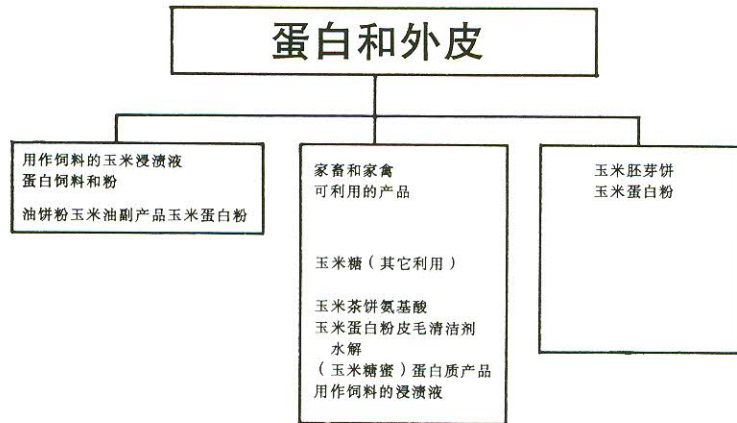 蛋白和外皮
用作饲料的玉米浸渍液
蛋白饲料和粉
油饼粉玉米油副产品玉米蛋白粉
家畜和家禽
可利用的产品
玉米糖（其它利用）
玉米茶饼氨基酸
玉米蛋白粉皮毛清洁剂
水解
（玉米糖蜜）蛋白质产品
用作饲料的浸渍液
玉米胚芽饼
玉米蛋白粉